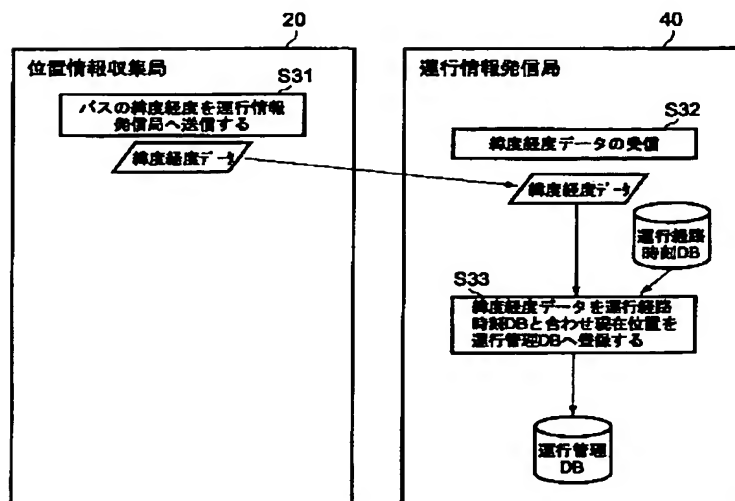 20
位置情報収集局
S31
バスの緯度経度を運行情報
発信局へ送信する
緯度経度データ
40
運行情報発信局
S32
緯度経度データの受信
緯度経度データ
運行経路
時刻DB
S33
緯度経度データを運行経路
時刻DBと合わせ現在位置を
運行管理DBへ登録する
運行管理
DB